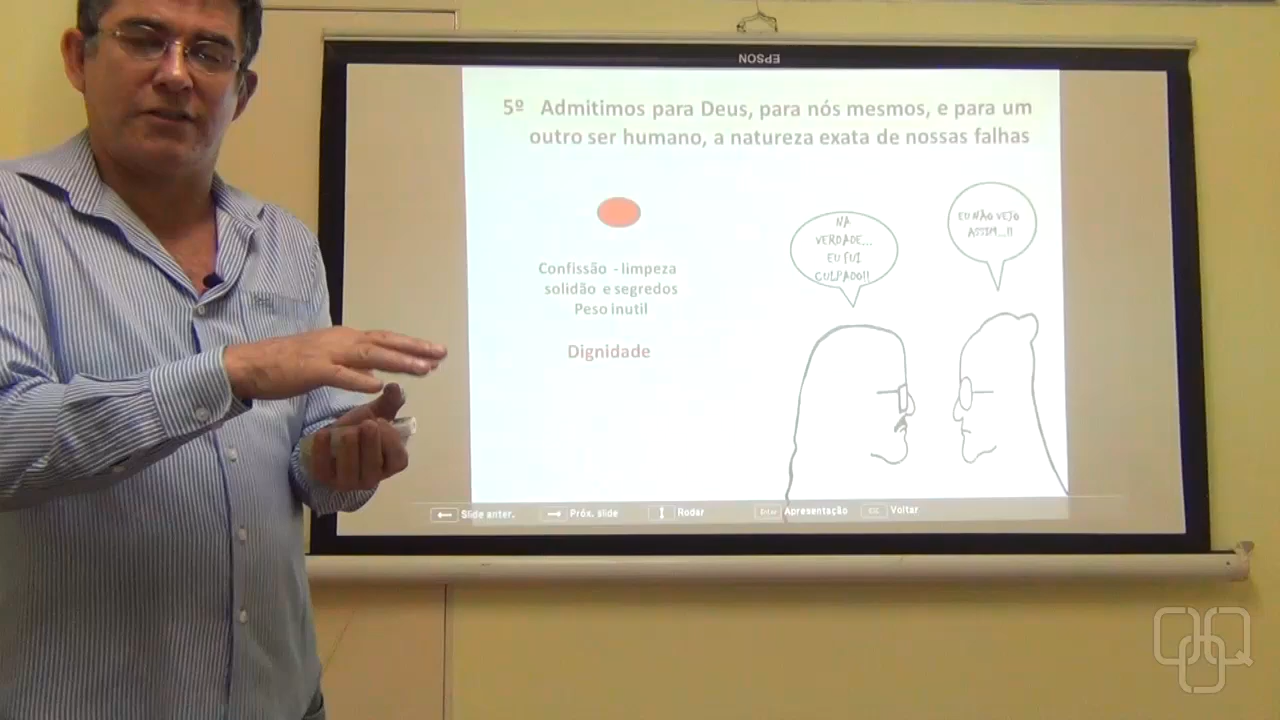 EPSON
5º Admitimos para Deus, para nós mesmos, e para um
outro ser humano, a natureza exata de nossas falhas
Confissão - limpeza
solidão e segredos
Peso inutil
Dignidade
NA
VERDADE...
EU FUI
CULPADO!!
EU NÃO VEJO
ASSIM...!!
Slide anter.
Próx. slide
Rodar
Enter
Apresentação
ESC
Voltar